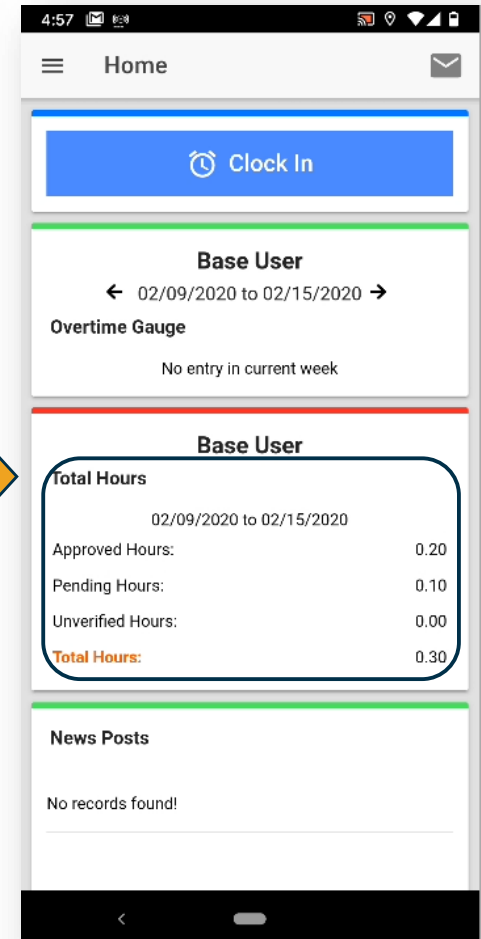 4:57
Home
Clock In
Base User
02/09/2020 to 02/15/2020
Overtime Gauge
No entry in current week
Base User
Total Hours
02/09/2020 to 02/15/2020
Approved Hours: 0.20
Pending Hours: 0.10
Unverified Hours: 0.00
Total Hours: 0.30
News Posts
No records found!